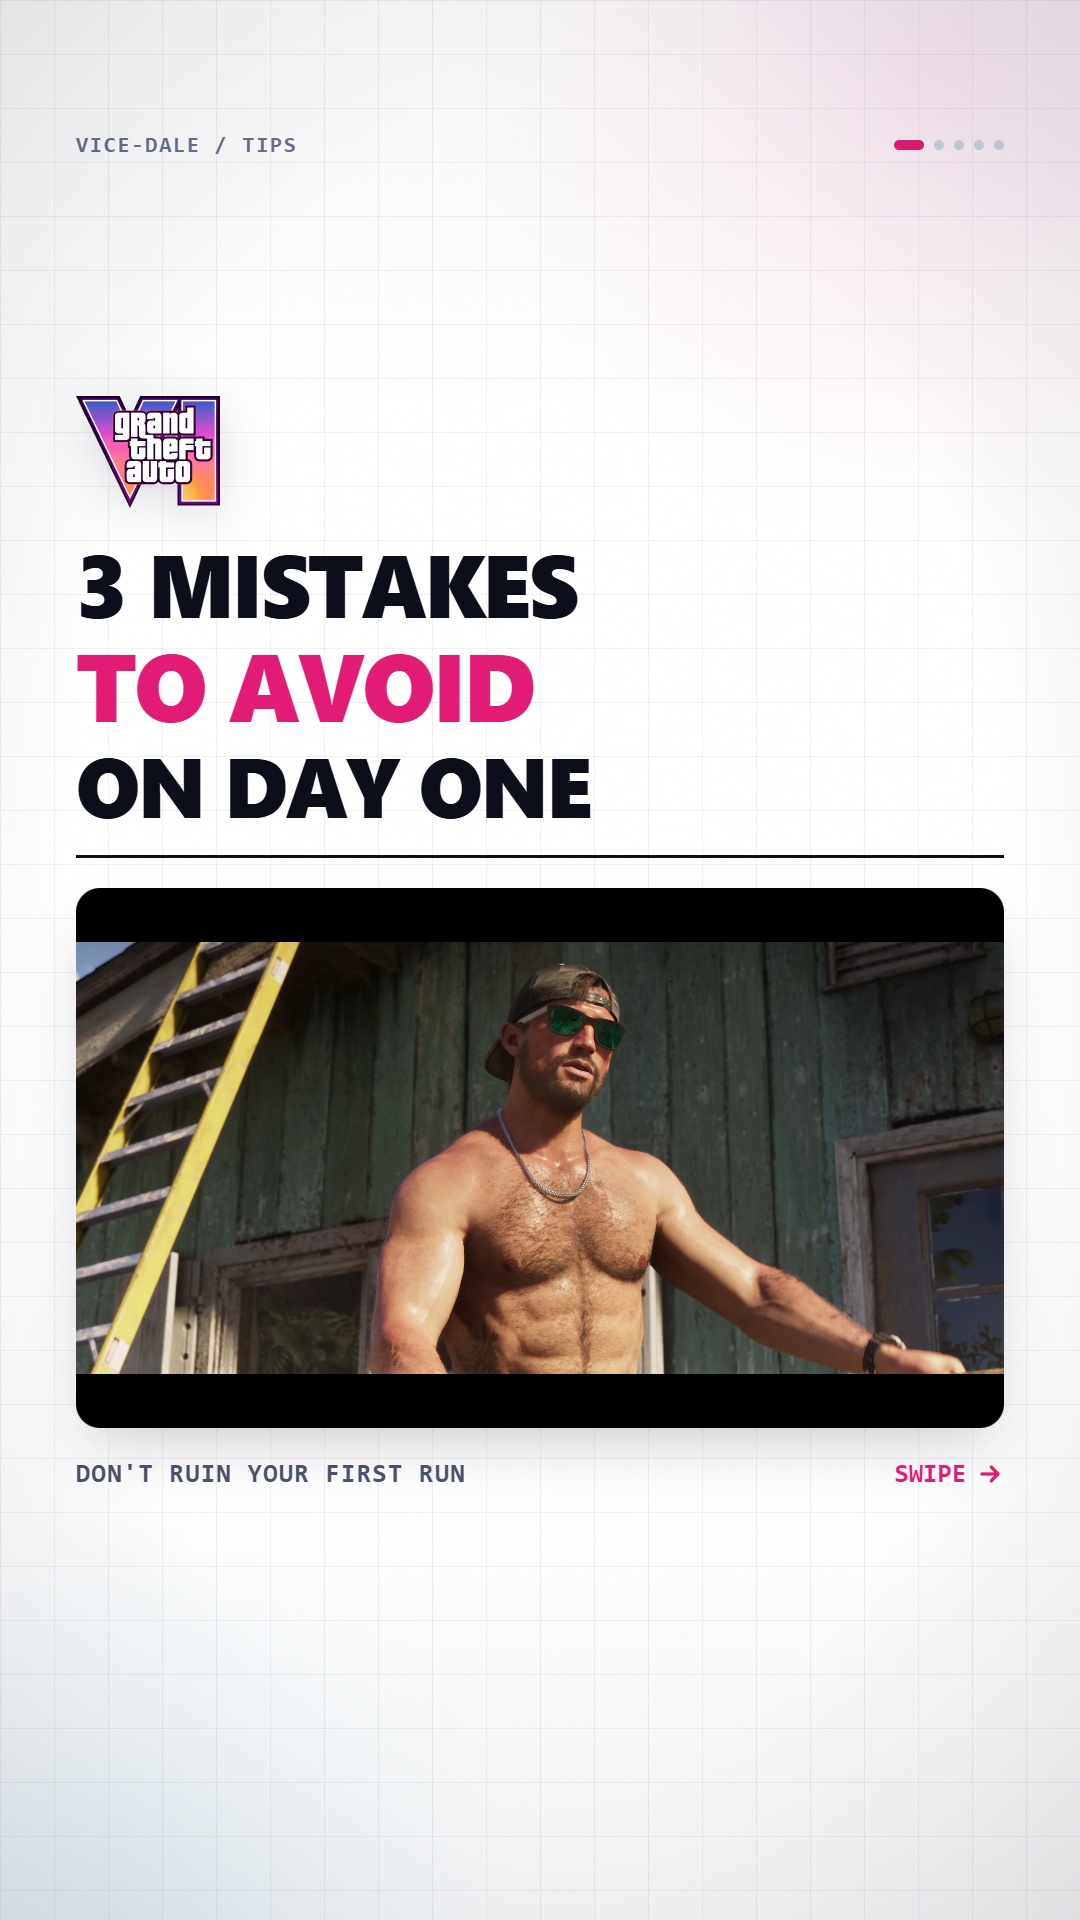 VICE-DALE / TIPS
grand
theft
auto
VI
3 MISTAKES
TO AVOID
ON DAY ONE
DON'T RUIN YOUR FIRST RUN
SWIPE →